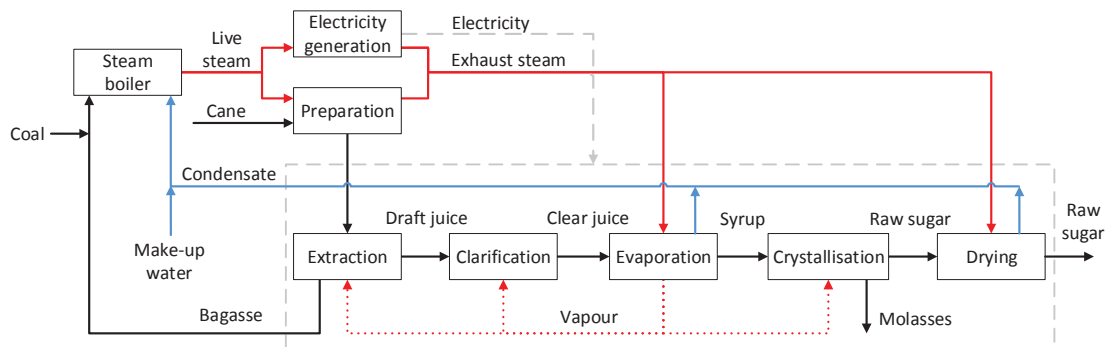 Electricity
generation
Electricity
Live
steam
Steam
boiler
Exhaust steam
Preparation
Cane
Coal
Condensate
Draft juice
Clear juice
Syrup
Raw sugar
Raw
sugar
Make-up
water
Extraction
Clarification
Evaporation
Crystallisation
Drying
Bagasse
Vapour
Molasses